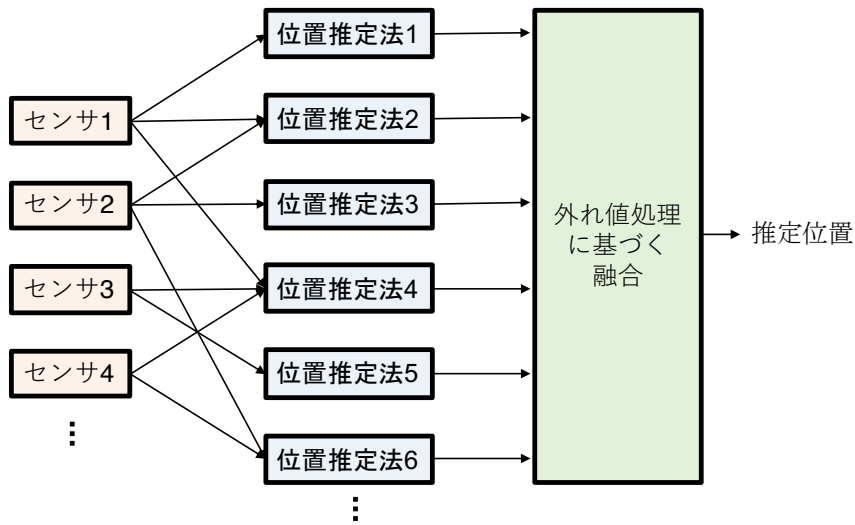 センサ1
センサ2
センサ3
センサ4
⋮
位置推定法1
位置推定法2
位置推定法3
位置推定法4
位置推定法5
位置推定法6
⋮
外れ値処理
に基づく
融合
推定位置